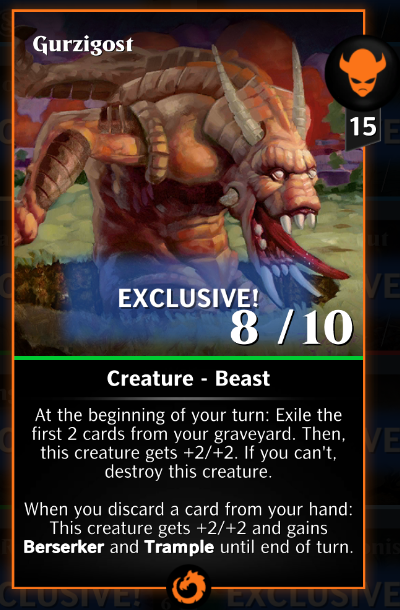 Gurzigost
15
EXCLUSIVE!
8 / 10
Creature - Beast
At the beginning of your turn: Exile the
first 2 cards from your graveyard. Then,
this creature gets +2/+2. If you can't,
destroy this creature.
When you discard a card from your hand:
This creature gets +2/+2 and gains
Berserker and Trample until end of turn.